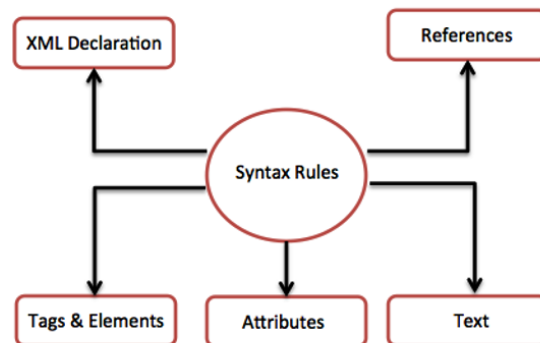 XML Declaration
References
Syntax Rules
Tags & Elements
Attributes
Text